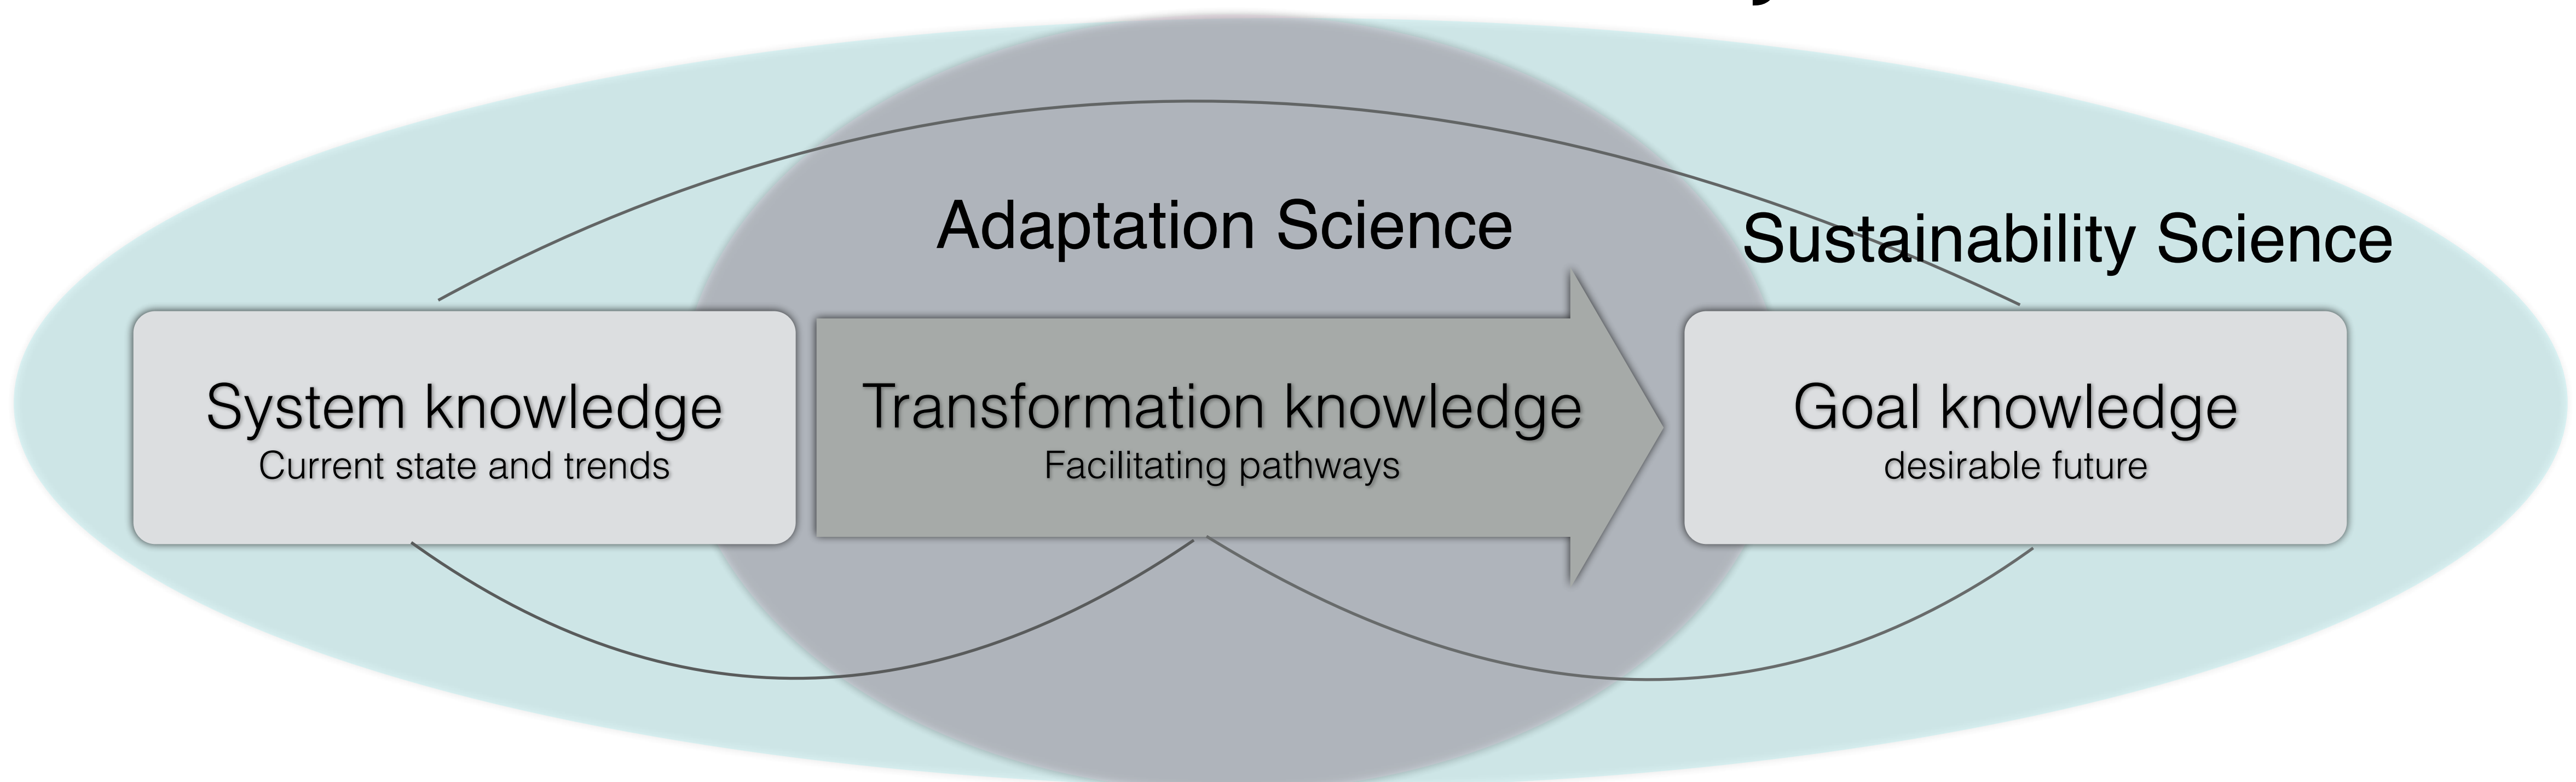 Adaptation Science
Sustainability Science
System knowledge
Current state and trends
Transformation knowledge
Facilitating pathways
Goal knowledge
desirable future